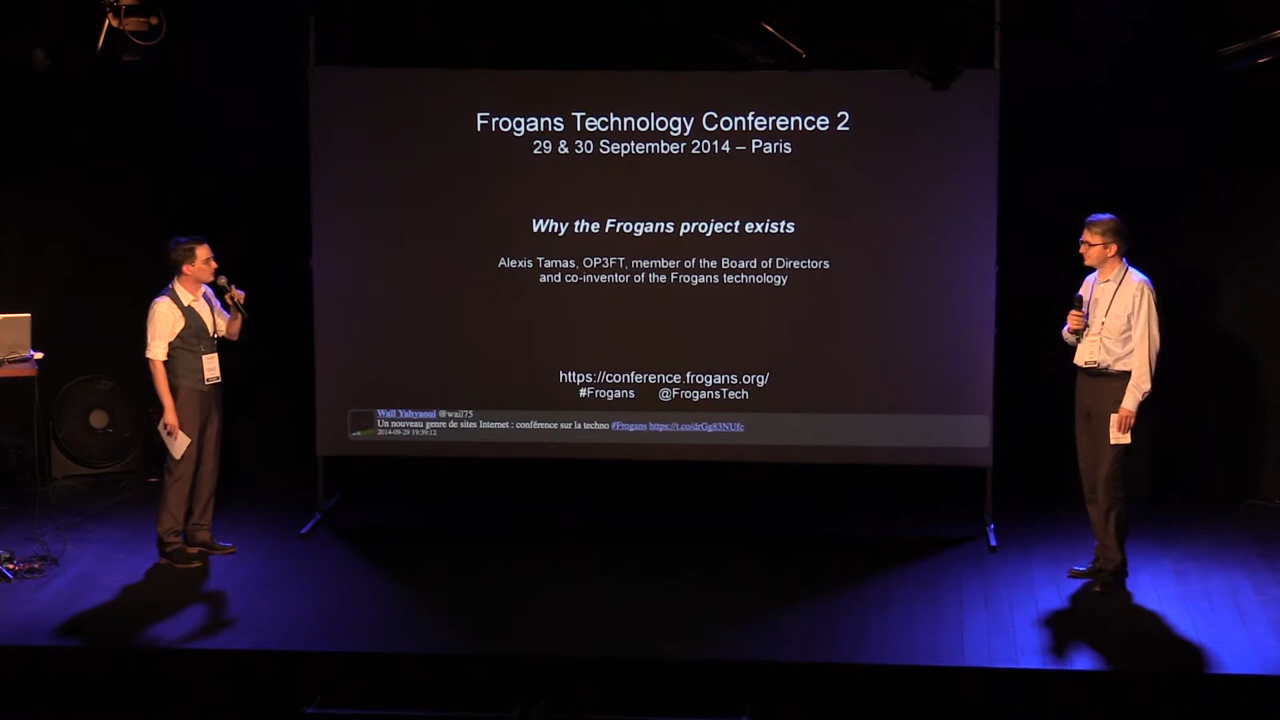 Frogans Technology Conference 2
29 & 30 September 2014 – Paris
Why the Frogans project exists
Alexis Tamas, OP3FT, member of the Board of Directors
and co-inventor of the Frogans technology
https://conference.frogans.org/
#Frogans @FrogansTech
Wail Yahyaoui @wail75
Un nouveau genre de sites Internet : conférence sur la techno #Frogans https://t.co/drGg83NUfc
2014-09-29 19:39:12